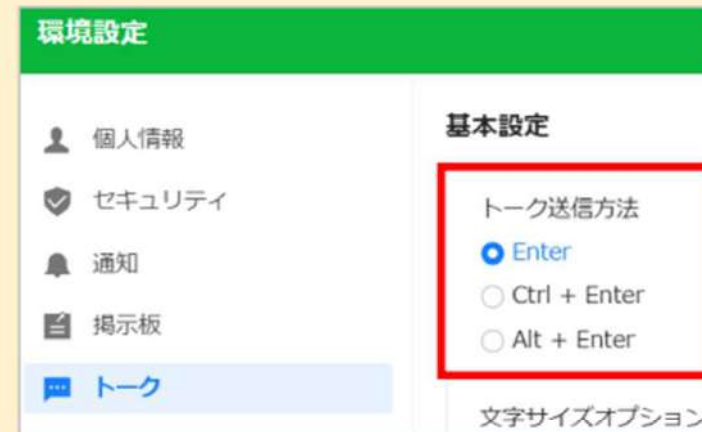 環境設定
個人情報
セキュリティ
通知
掲示板
トーク
基本設定
トーク送信方法
Enter
Ctrl + Enter
Alt + Enter
文字サイズオプション